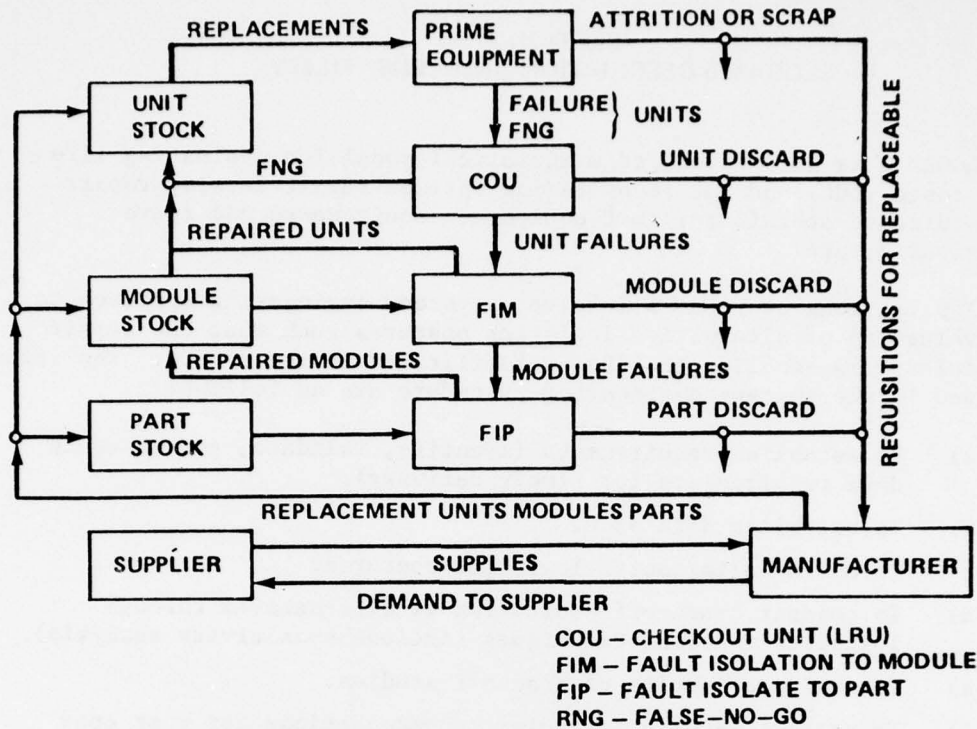 REPLACEMENTS
PRIME EQUIPMENT
ATTRITION OR SCRAP
UNIT STOCK
FAILURE FNG } UNITS
FNG
COU
UNIT DISCARD
UNIT FAILURES
REPAIRED UNITS
MODULE STOCK
FIM
MODULE DISCARD
REPAIRED MODULES
MODULE FAILURES
PART STOCK
FIP
PART DISCARD
REQUISITIONS FOR REPLACEABLE
REPLACEMENT UNITS MODULES PARTS
SUPPLIER
SUPPLIES
MANUFACTURER
DEMAND TO SUPPLIER
COU – CHECKOUT UNIT (LRU)
FIM – FAULT ISOLATION TO MODULE
FIP – FAULT ISOLATE TO PART
RNG – FALSE–NO–GO